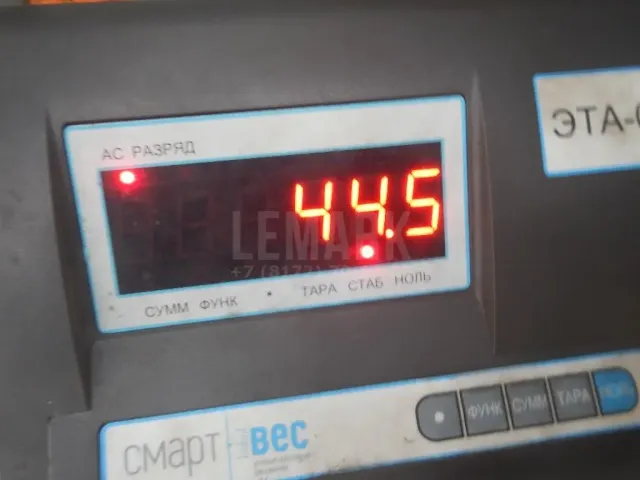 ЭТА-
АС РАЗРЯД
44.5
LEMARK
СУММ ФУНК • ТАРА СТАБ НОЛЬ
ФУНК СУММ ТАРА НОЛЬ
СМАРТ ВЕС